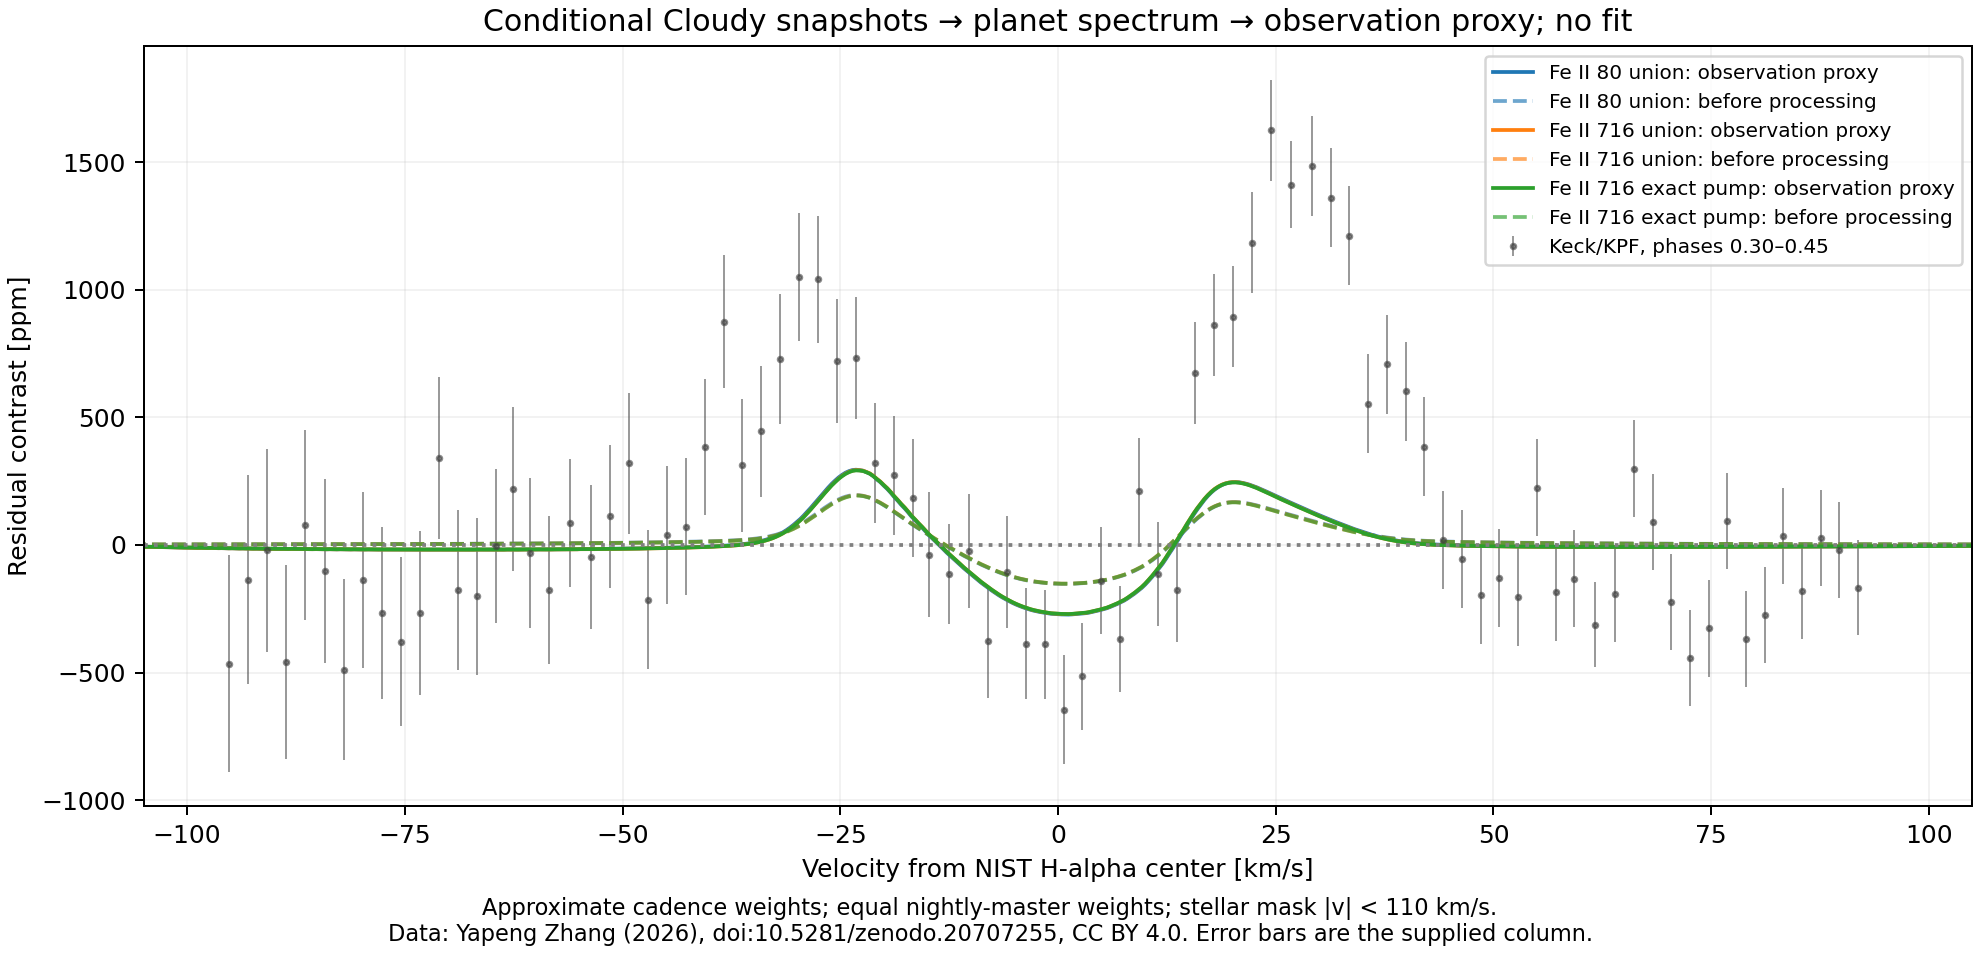 Conditional Cloudy snapshots → planet spectrum → observation proxy; no fit
Fe II 80 union: observation proxy
Fe II 80 union: before processing
Fe II 716 union: observation proxy
Fe II 716 union: before processing
Fe II 716 exact pump: observation proxy
Fe II 716 exact pump: before processing
Keck/KPF, phases 0.30–0.45
Residual contrast [ppm]
1500
1000
500
0
−500
−1000
−100
−75
−50
−25
0
25
50
75
100
Velocity from NIST H-alpha center [km/s]
Approximate cadence weights; equal nightly-master weights; stellar mask |v| < 110 km/s.
Data: Yapeng Zhang (2026), doi:10.5281/zenodo.20707255, CC BY 4.0. Error bars are the supplied column.